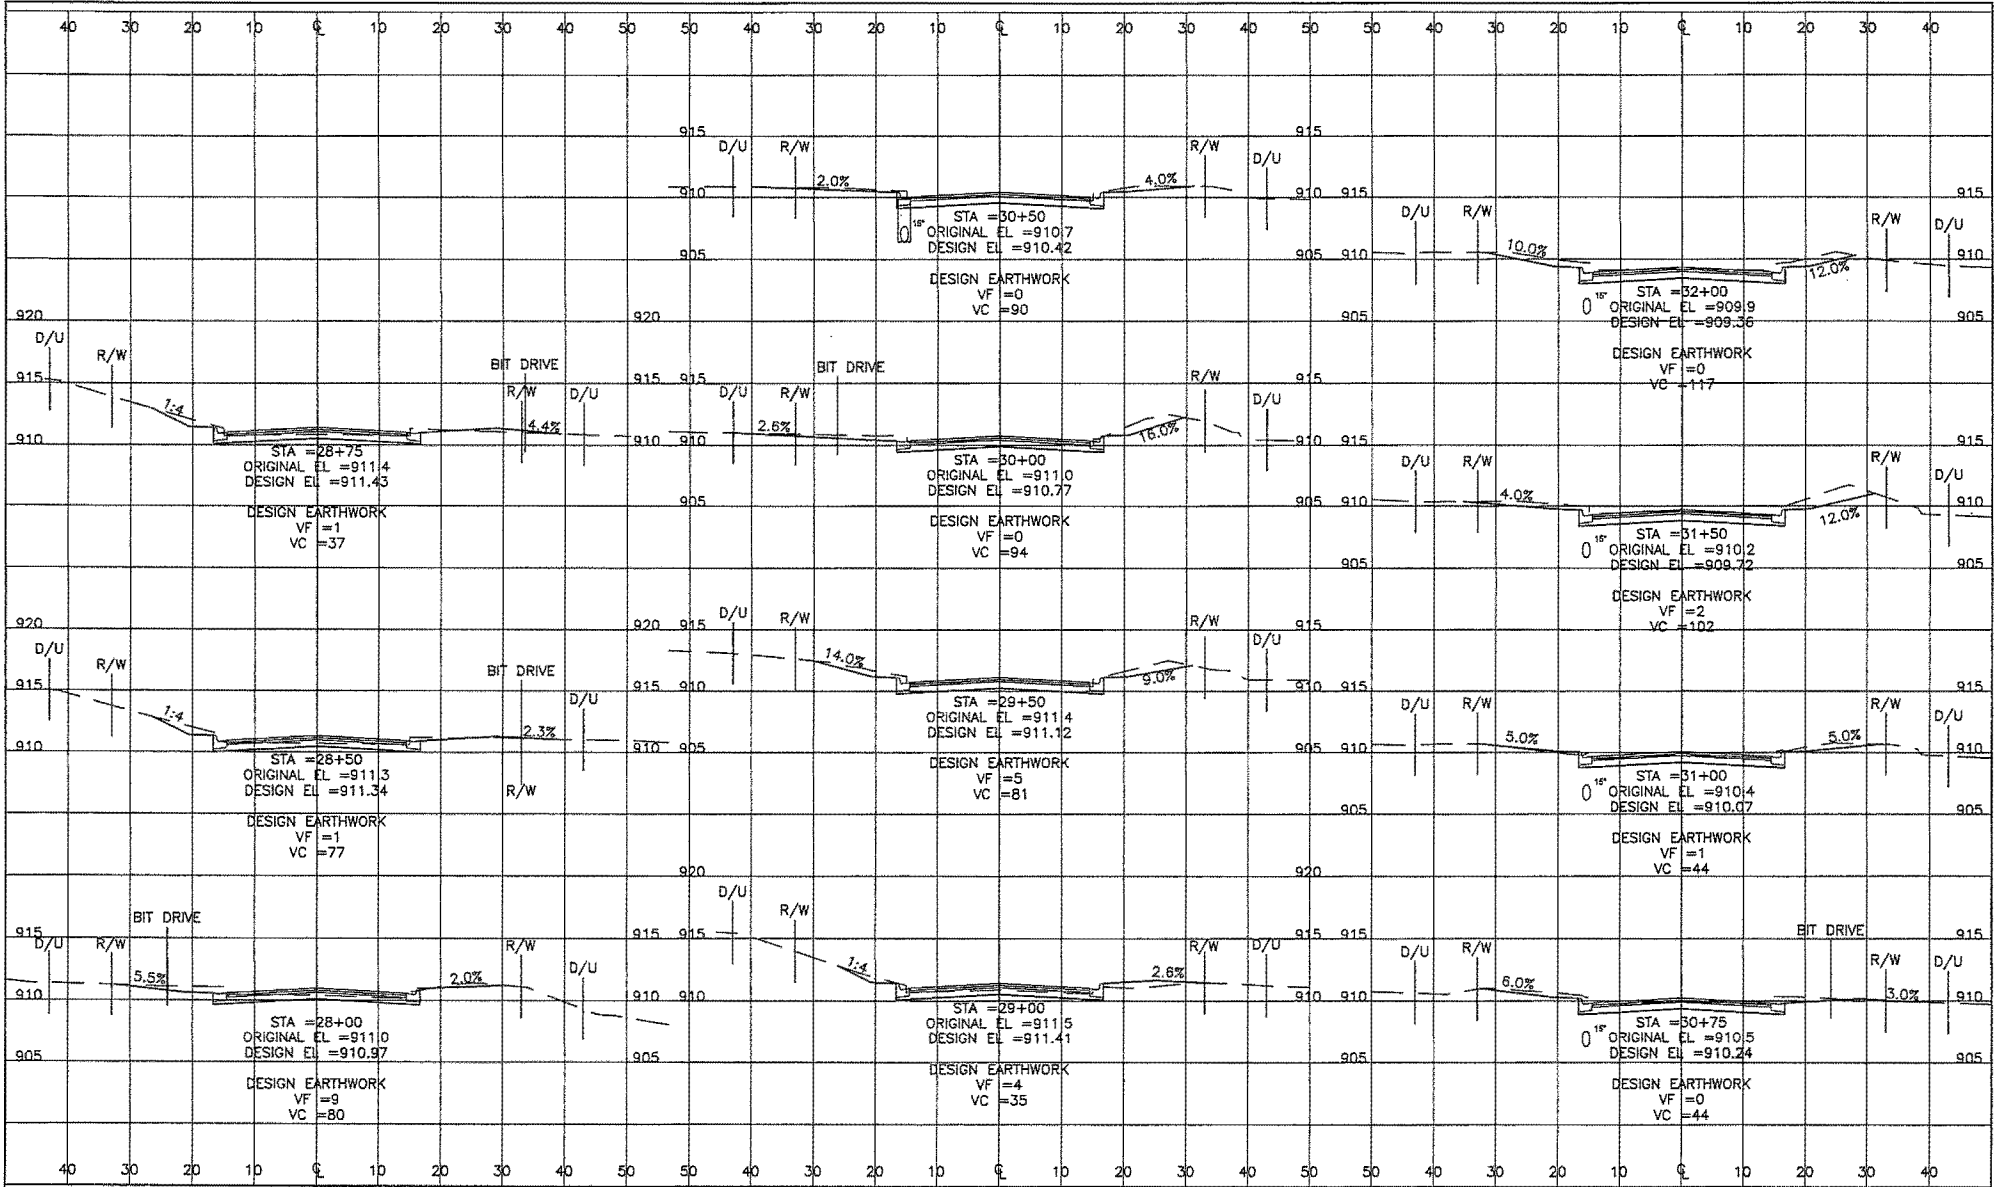 40 30 20 10 ℄ 10 20 30 40 50 50 40 30 20 10 ℄ 10 20 30 40 50 50 40 30 20 10 ℄ 10 20 30 40
915 915
D/U R/W R/W D/U
2.0% 4.0%
910 910
STA =30+50
15"
ORIGINAL EL =910.7
DESIGN EL =910.42
905 905
DESIGN EARTHWORK
VF =0
VC =90
915 915
D/U R/W R/W D/U
10.0% 12.0%
910 910
STA =32+00
15"
ORIGINAL EL =909.9
DESIGN EL =909.36
905 905
DESIGN EARTHWORK
VF =0
VC =117
920 920
D/U R/W BIT DRIVE R/W D/U
915 915
1:4 4.4%
910 910
STA =28+75
ORIGINAL EL =911.4
DESIGN EL =911.43
DESIGN EARTHWORK
VF =1
VC =37
915 915
D/U R/W BIT DRIVE R/W D/U
2.6% 16.0%
910 910
STA =30+00
ORIGINAL EL =911.0
DESIGN EL =910.77
905 905
DESIGN EARTHWORK
VF =0
VC =94
915 915
D/U R/W R/W D/U
4.0% 12.0%
910 910
STA =31+50
15"
ORIGINAL EL =910.2
DESIGN EL =909.72
905 905
DESIGN EARTHWORK
VF =2
VC =102
920 920
D/U R/W BIT DRIVE D/U
915 915
1:4 2.3%
910 910
STA =28+50
ORIGINAL EL =911.3
DESIGN EL =911.34
R/W
DESIGN EARTHWORK
VF =1
VC =77
915 915
D/U R/W R/W D/U
14.0% 9.0%
910 910
STA =29+50
ORIGINAL EL =911.4
DESIGN EL =911.12
905 905
DESIGN EARTHWORK
VF =5
VC =81
915 915
D/U R/W R/W D/U
5.0% 5.0%
910 910
STA =31+00
15"
ORIGINAL EL =910.4
DESIGN EL =910.07
905 905
DESIGN EARTHWORK
VF =1
VC =44
915 915
D/U R/W BIT DRIVE R/W D/U
5.5% 2.0%
910 910
STA =28+00
ORIGINAL EL =911.0
DESIGN EL =910.97
905 905
DESIGN EARTHWORK
VF =9
VC =80
920 920
D/U R/W R/W D/U
915 915
1:4 2.6%
910 910
STA =29+00
ORIGINAL EL =911.5
DESIGN EL =911.41
905 905
DESIGN EARTHWORK
VF =4
VC =35
915 915
D/U R/W BIT DRIVE R/W D/U
6.0% 3.0%
910 910
STA =30+75
15"
ORIGINAL EL =910.5
DESIGN EL =910.24
905 905
DESIGN EARTHWORK
VF =0
VC =44
40 30 20 10 ℄ 10 20 30 40 50 50 40 30 20 10 ℄ 10 20 30 40 50 50 40 30 20 10 ℄ 10 20 30 40